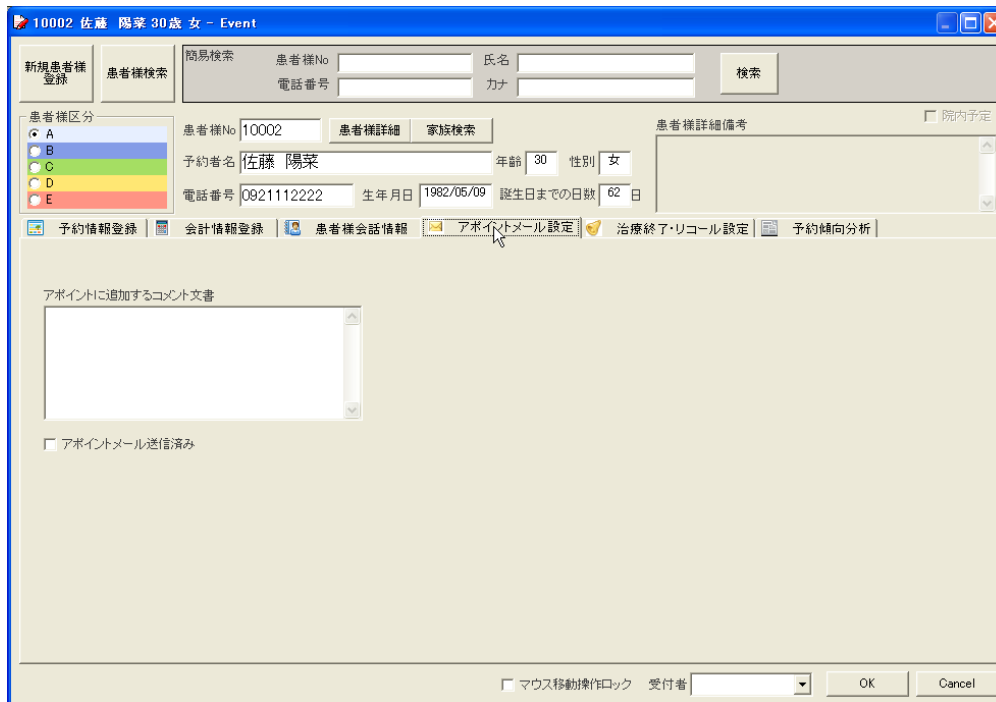 10002 佐藤 陽菜 30歳 女 - Event
新規患者様
登録
患者様検索
簡易検索
患者様No
氏名
電話番号
カナ
検索
患者様区分
A
B
C
D
E
患者様No 10002 患者様詳細 家族検索
予約者名 佐藤 陽菜 年齢 30 性別 女
電話番号 0921112222 生年月日 1982/05/09 誕生日までの日数 62 日
患者様詳細備考
院内予定
予約情報登録 会計情報登録 患者様会話情報 アポイントメール設定 治療終了・リコール設定 予約傾向分析
アポイントに追加するコメント文書
アポイントメール送信済み
マウス移動操作ロック 受付者 OK Cancel